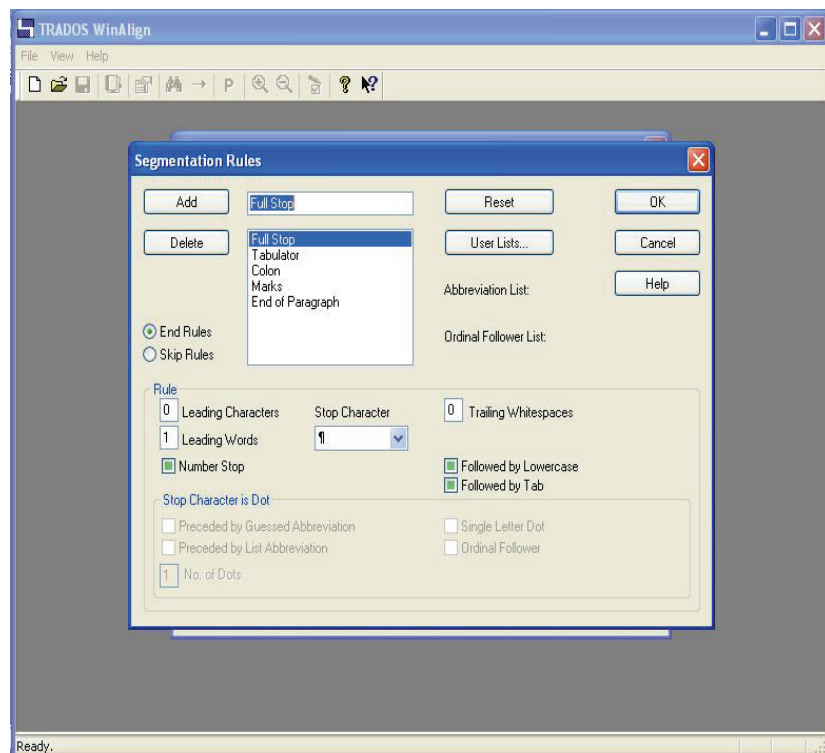 TRADOS WinAlign
File View Help
P
Segmentation Rules
Add Full Stop Reset OK
Delete Full Stop User Lists... Cancel
Tabulator
Colon
Marks Abbreviation List: Help
End of Paragraph
End Rules Ordinal Follower List:
Skip Rules
Rule
0 Leading Characters Stop Character 0 Trailing Whitespaces
1 Leading Words ¶
Number Stop Followed by Lowercase
Followed by Tab
Stop Character is Dot
Preceded by Guessed Abbreviation Single Letter Dot
Preceded by List Abbreviation Ordinal Follower
1 No. of Dots
Ready.